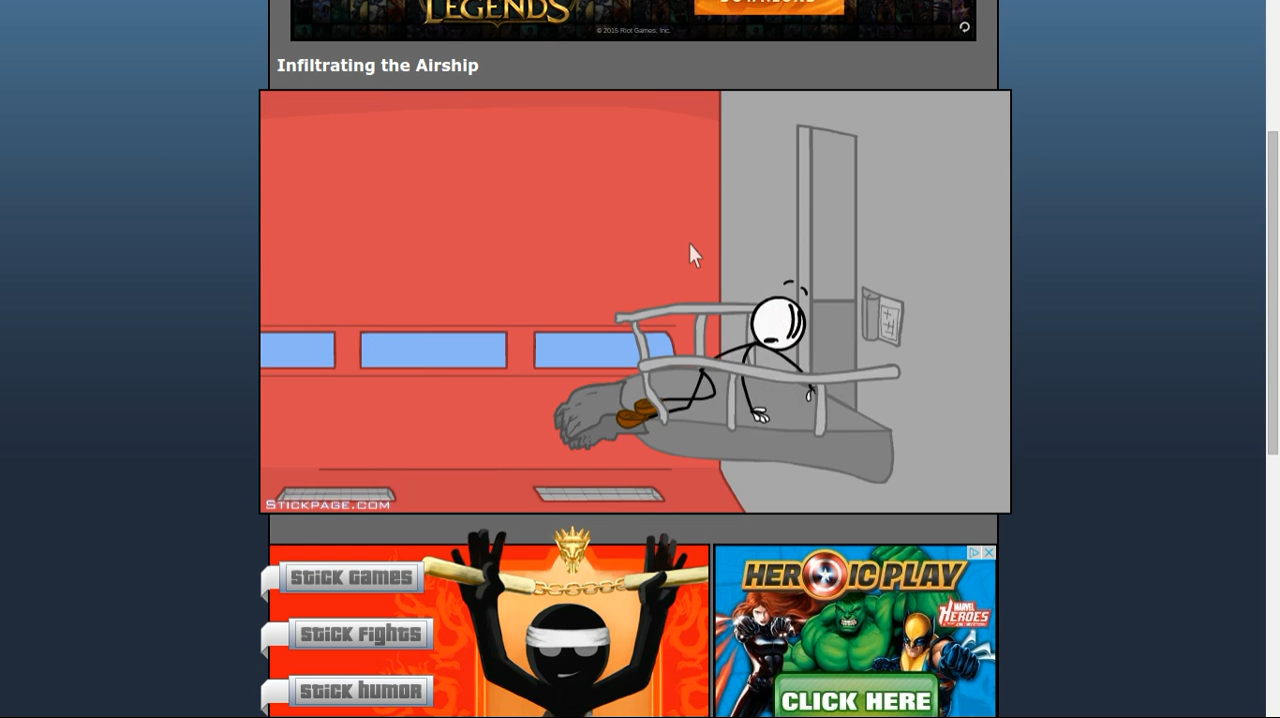 LEGENDS
DOWNLOAD
© 2015 Riot Games, Inc.
Infiltrating the Airship
STICKPAGE.COM
STICK GAMES
STICK FIGHTS
STICK HUMOR
HEROIC PLAY
MARVEL
HEROES
CLICK HERE